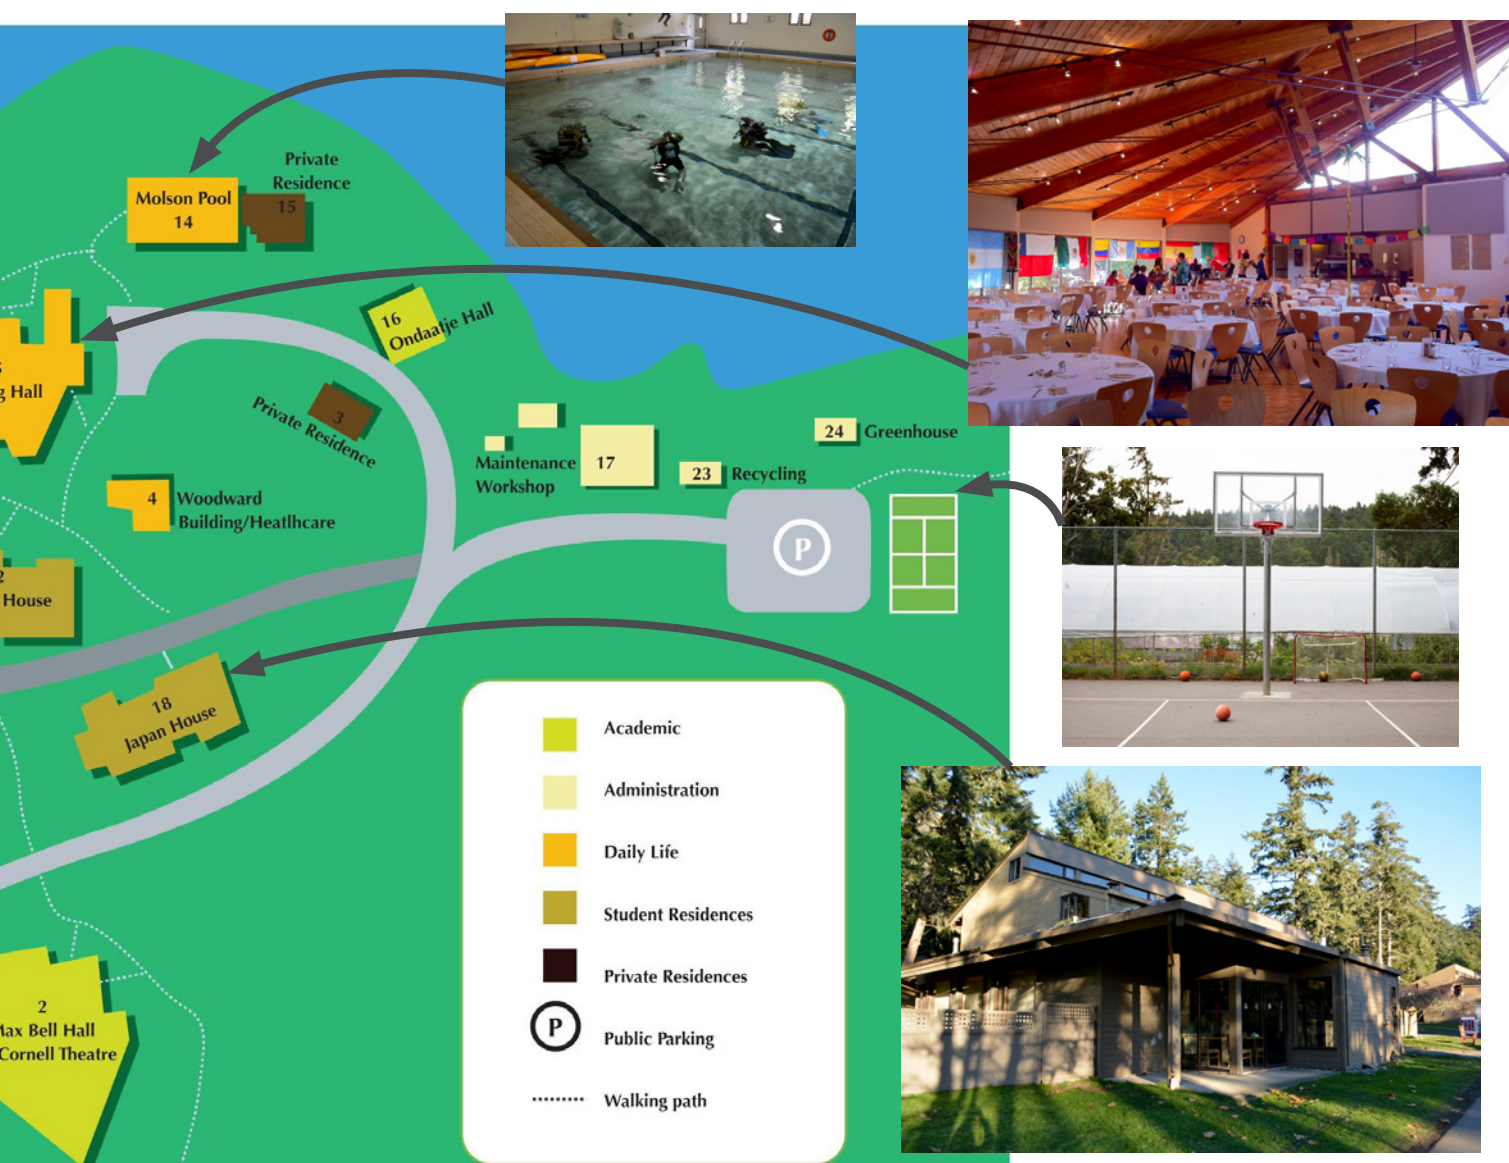 Private
Residence
15
Molson Pool
14
16
Ondaatje Hall
g Hall
3
Private Residence
24 Greenhouse
Maintenance
Workshop
17
23 Recycling
4 Woodward
Building/Heatlhcare
P
2
House
18
Japan House
Academic
Administration
Daily Life
Student Residences
Private Residences
P
Public Parking
Walking path
2
Max Bell Hall
Cornell Theatre